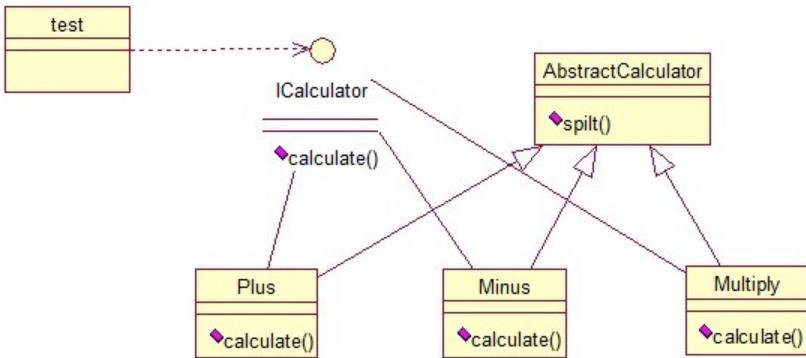 test
ICalculator
calculate()
AbstractCalculator
spilt()
Plus
calculate()
Minus
calculate()
Multiply
calculate()